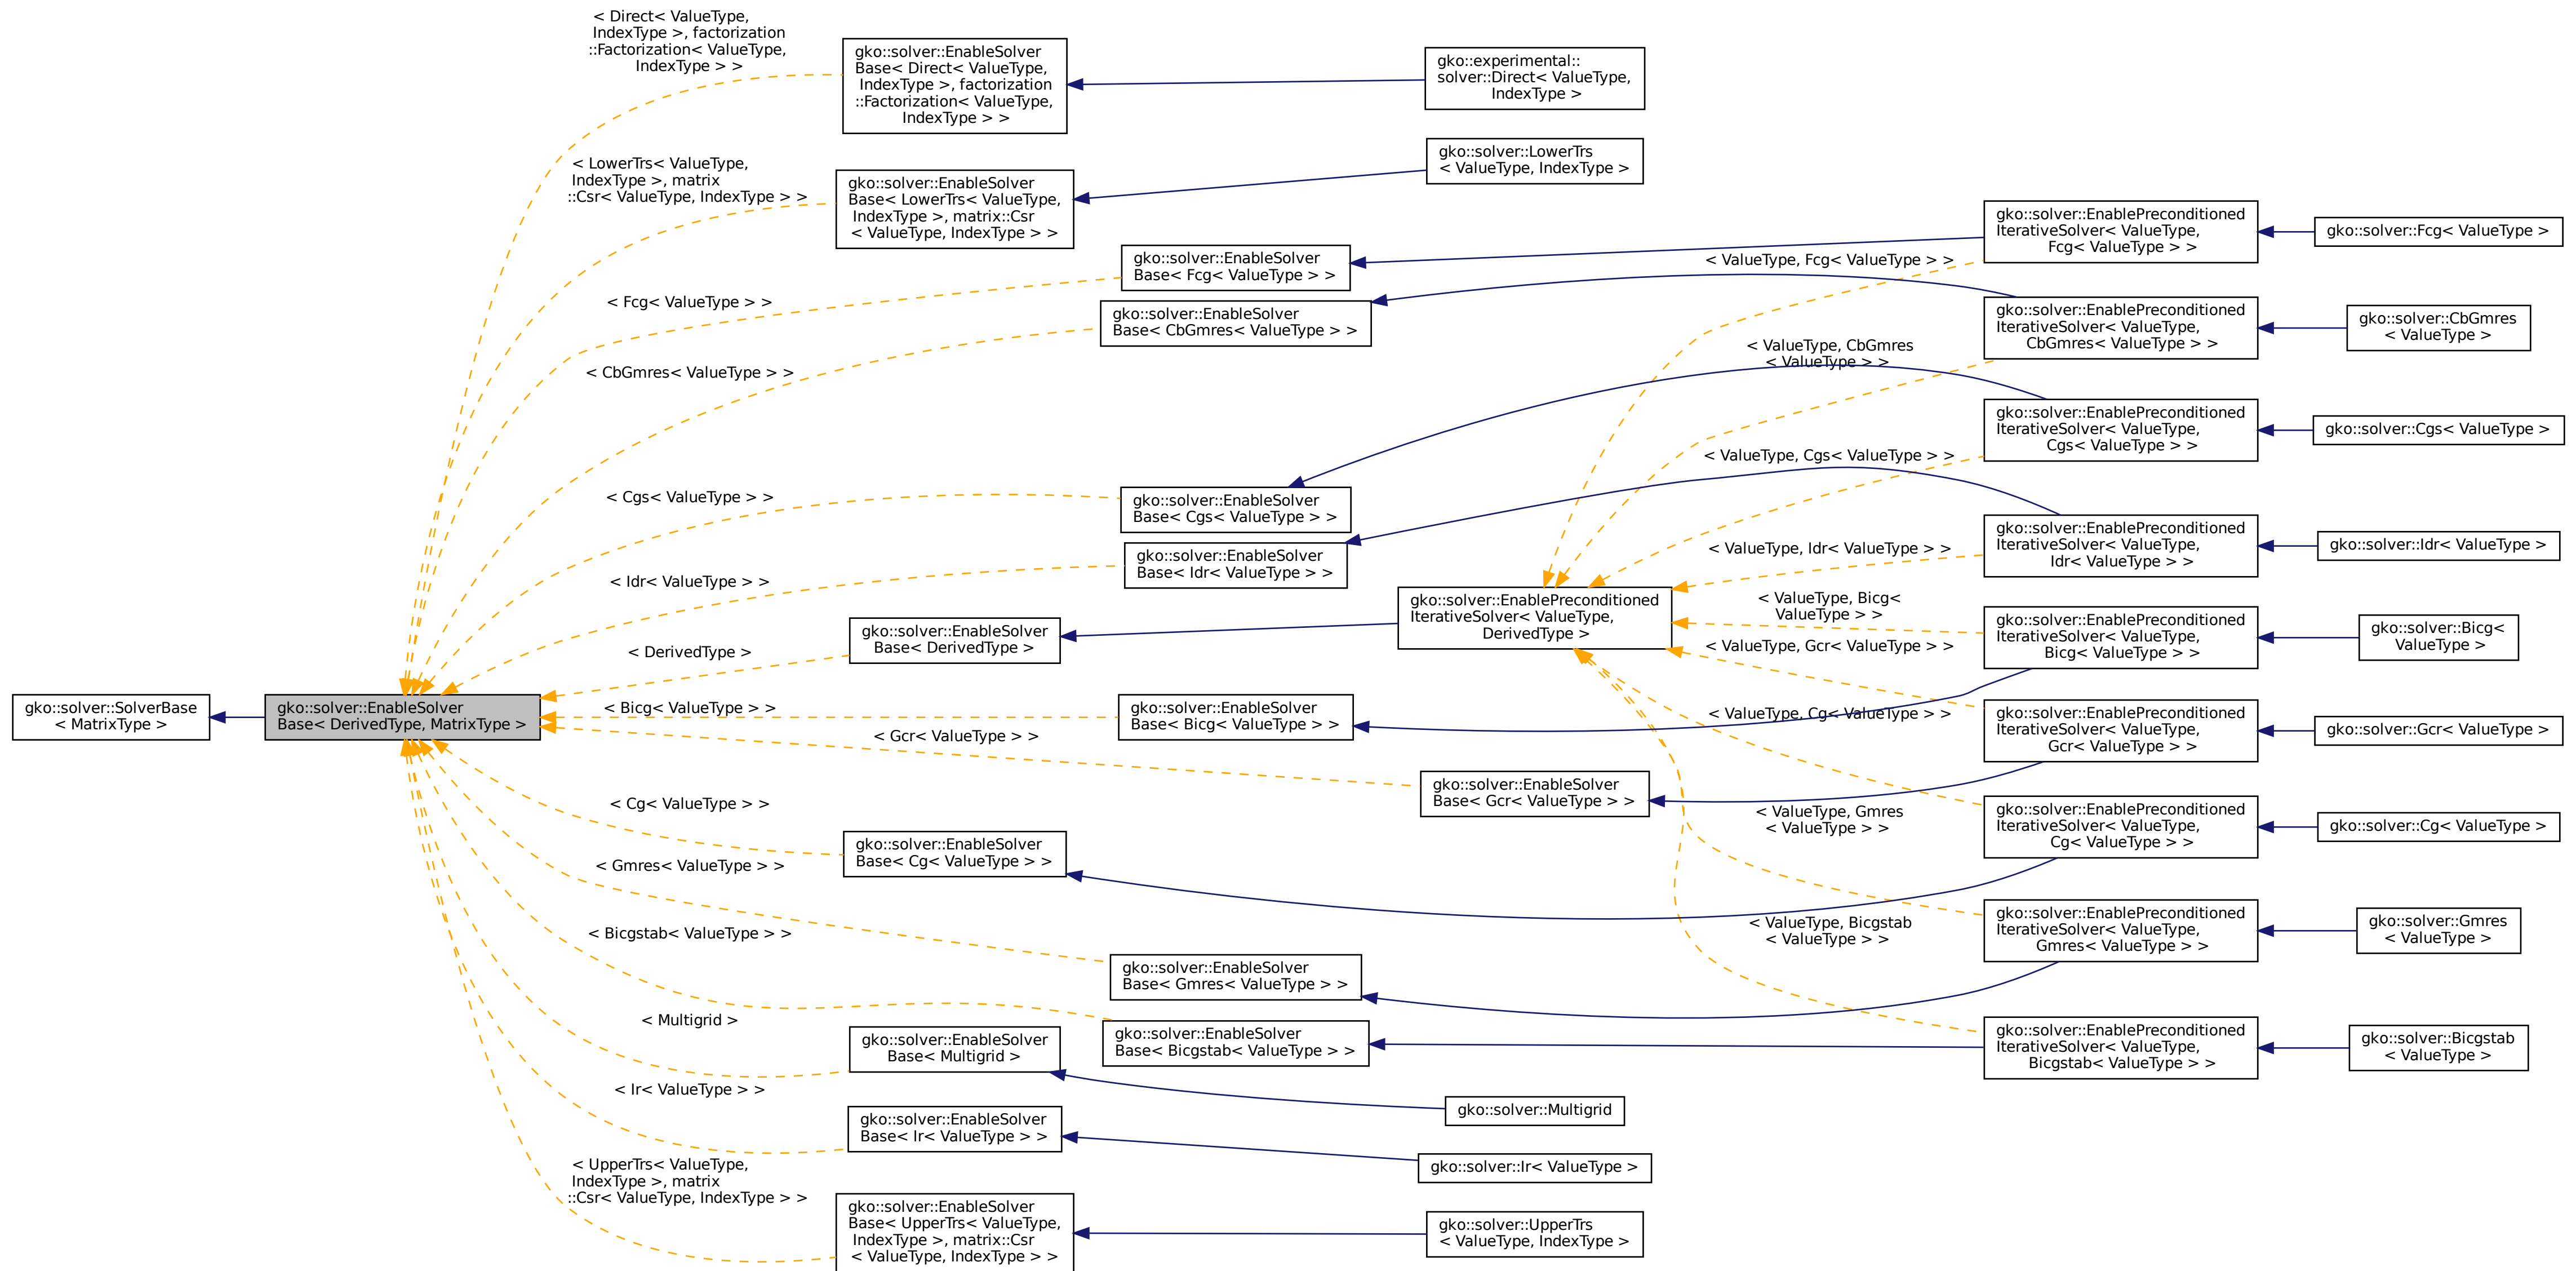 gko::solver::SolverBase
< MatrixType >
gko::solver::EnableSolver
Base< DerivedType, MatrixType >
< Direct< ValueType,
IndexType >, factorization
::Factorization< ValueType,
IndexType > >
< LowerTrs< ValueType,
IndexType >, matrix
::Csr< ValueType, IndexType > >
< Fcg< ValueType > >
< CbGmres< ValueType > >
< Cgs< ValueType > >
< Idr< ValueType > >
< DerivedType >
< Bicg< ValueType > >
< Gcr< ValueType > >
< Cg< ValueType > >
< Gmres< ValueType > >
< Bicgstab< ValueType > >
< Multigrid >
< Ir< ValueType > >
< UpperTrs< ValueType,
IndexType >, matrix
::Csr< ValueType, IndexType > >
gko::solver::EnableSolver
Base< Direct< ValueType,
IndexType >, factorization
::Factorization< ValueType,
IndexType > >
gko::solver::EnableSolver
Base< LowerTrs< ValueType,
IndexType >, matrix::Csr
< ValueType, IndexType > >
gko::solver::EnableSolver
Base< Fcg< ValueType > >
gko::solver::EnableSolver
Base< CbGmres< ValueType > >
gko::solver::EnableSolver
Base< Cgs< ValueType > >
gko::solver::EnableSolver
Base< Idr< ValueType > >
gko::solver::EnableSolver
Base< DerivedType >
gko::solver::EnableSolver
Base< Bicg< ValueType > >
gko::solver::EnableSolver
Base< Gcr< ValueType > >
gko::solver::EnableSolver
Base< Cg< ValueType > >
gko::solver::EnableSolver
Base< Gmres< ValueType > >
gko::solver::EnableSolver
Base< Bicgstab< ValueType > >
gko::solver::EnableSolver
Base< Multigrid >
gko::solver::EnableSolver
Base< Ir< ValueType > >
gko::solver::EnableSolver
Base< UpperTrs< ValueType,
IndexType >, matrix::Csr
< ValueType, IndexType > >
gko::experimental::
solver::Direct< ValueType,
IndexType >
gko::solver::LowerTrs
< ValueType, IndexType >
gko::solver::EnablePreconditioned
IterativeSolver< ValueType,
DerivedType >
gko::solver::Multigrid
gko::solver::Ir< ValueType >
gko::solver::UpperTrs
< ValueType, IndexType >
< ValueType, Fcg< ValueType > >
< ValueType, CbGmres
< ValueType > >
< ValueType, Cgs< ValueType > >
< ValueType, Idr< ValueType > >
< ValueType, Bicg<
ValueType > >
< ValueType, Gcr< ValueType > >
< ValueType, Cg< ValueType > >
< ValueType, Gmres
< ValueType > >
< ValueType, Bicgstab
< ValueType > >
gko::solver::EnablePreconditioned
IterativeSolver< ValueType,
Fcg< ValueType > >
gko::solver::EnablePreconditioned
IterativeSolver< ValueType,
CbGmres< ValueType > >
gko::solver::EnablePreconditioned
IterativeSolver< ValueType,
Cgs< ValueType > >
gko::solver::EnablePreconditioned
IterativeSolver< ValueType,
Idr< ValueType > >
gko::solver::EnablePreconditioned
IterativeSolver< ValueType,
Bicg< ValueType > >
gko::solver::EnablePreconditioned
IterativeSolver< ValueType,
Gcr< ValueType > >
gko::solver::EnablePreconditioned
IterativeSolver< ValueType,
Cg< ValueType > >
gko::solver::EnablePreconditioned
IterativeSolver< ValueType,
Gmres< ValueType > >
gko::solver::EnablePreconditioned
IterativeSolver< ValueType,
Bicgstab< ValueType > >
gko::solver::Fcg< ValueType >
gko::solver::CbGmres
< ValueType >
gko::solver::Cgs< ValueType >
gko::solver::Idr< ValueType >
gko::solver::Bicg<
ValueType >
gko::solver::Gcr< ValueType >
gko::solver::Cg< ValueType >
gko::solver::Gmres
< ValueType >
gko::solver::Bicgstab
< ValueType >